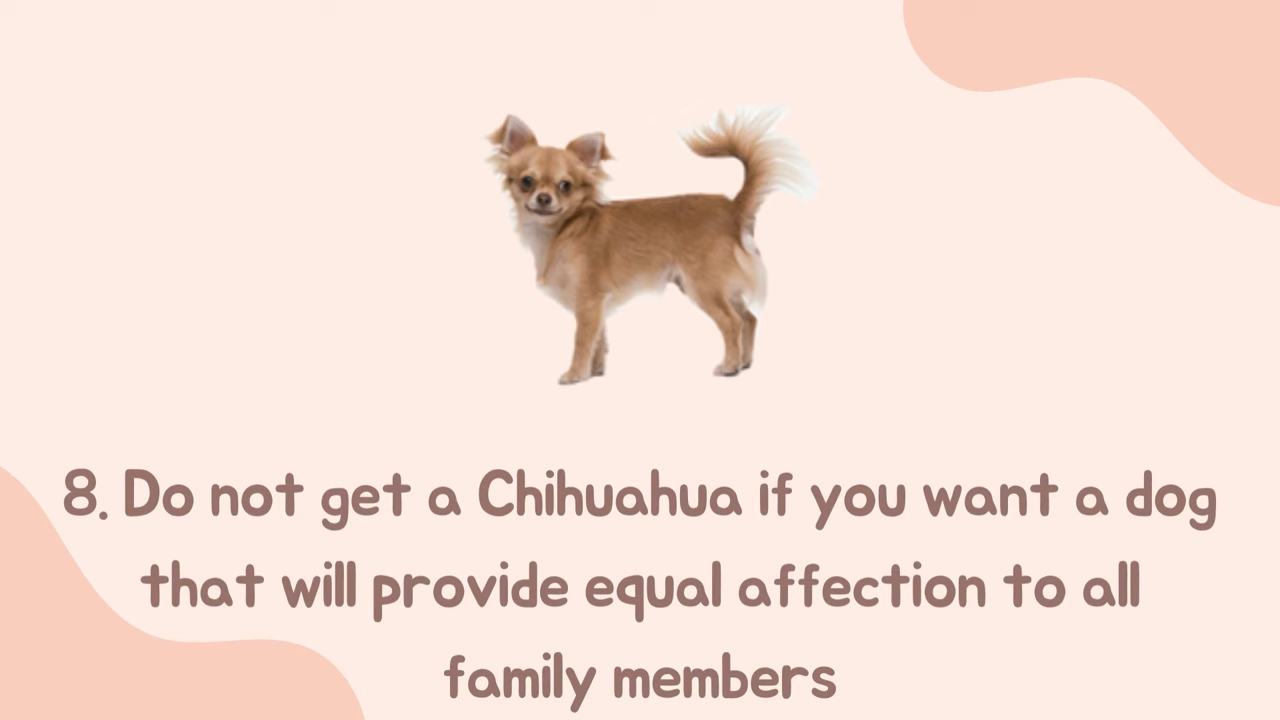 8. Do not get a Chihuahua if you want a dog
that will provide equal affection to all
family members